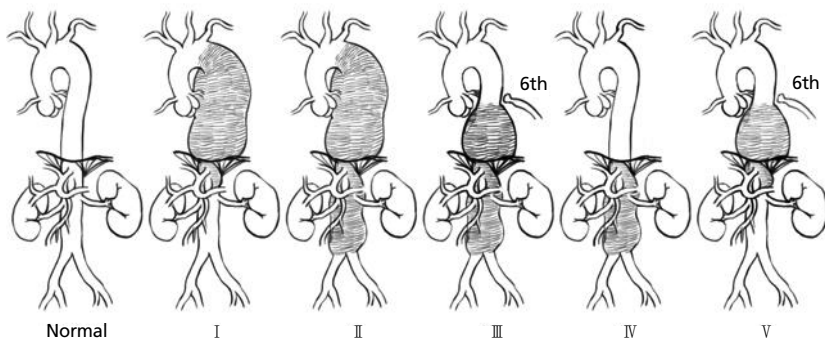 6th
6th
Normal
Ⅰ
Ⅱ
Ⅲ
Ⅳ
Ⅴ